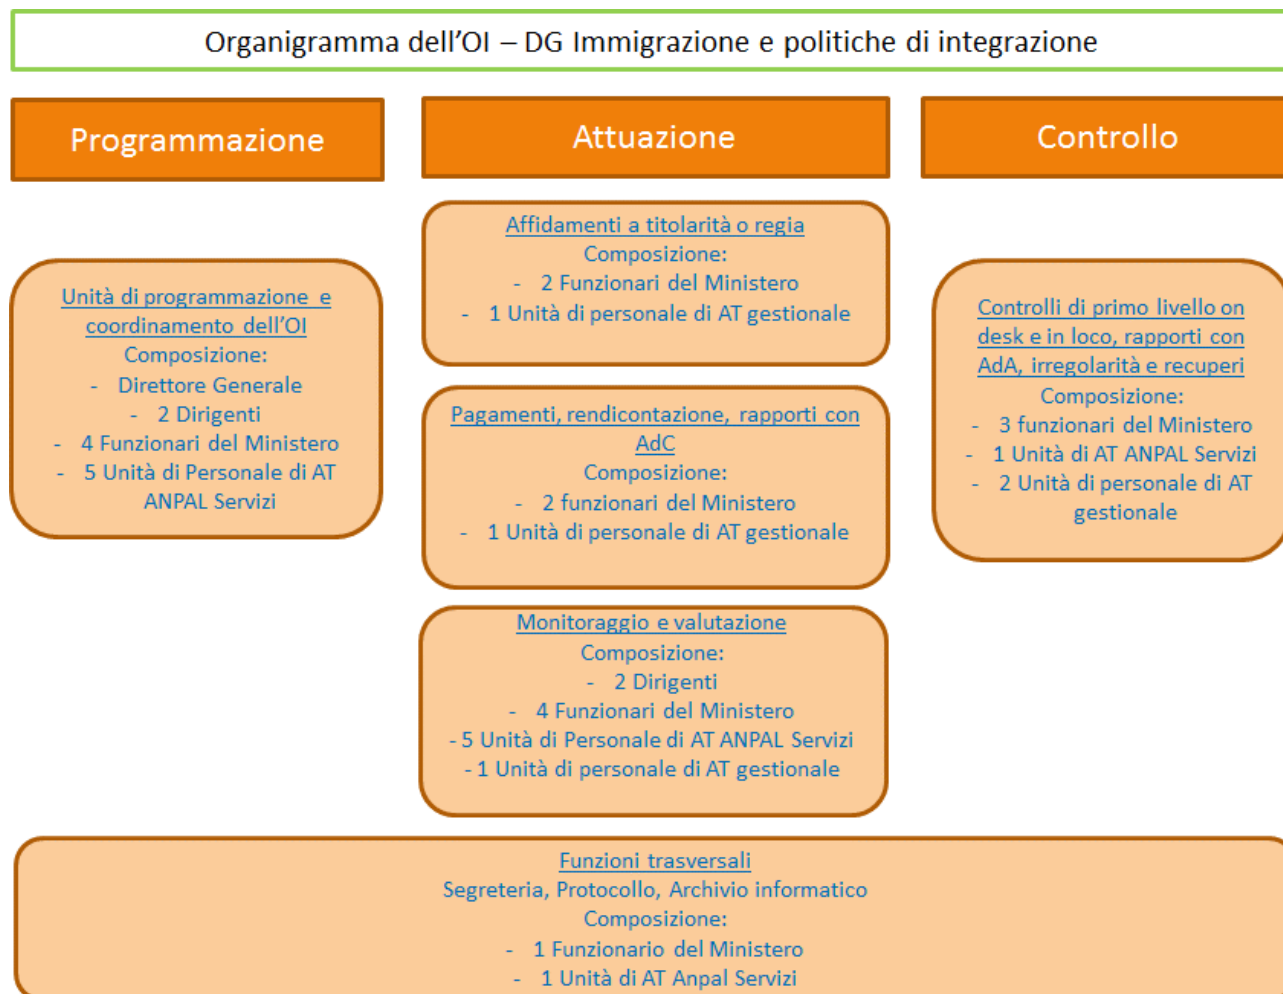 Organigramma dell'OI – DG Immigrazione e politiche di integrazione
Programmazione
Unità di programmazione e
coordinamento dell'OI
Composizione:
- Direttore Generale
- 2 Dirigenti
- 4 Funzionari del Ministero
- 5 Unità di Personale di AT
ANPAL Servizi
Attuazione
Affidamenti a titolarità o regia
Composizione:
- 2 Funzionari del Ministero
- 1 Unità di personale di AT gestionale
Pagamenti, rendicontazione, rapporti con
AdC
Composizione:
- 2 funzionari del Ministero
- 1 Unità di personale di AT gestionale
Monitoraggio e valutazione
Composizione:
- 2 Dirigenti
- 4 Funzionari del Ministero
- 5 Unità di Personale di AT ANPAL Servizi
- 1 Unità di personale di AT gestionale
Controllo
Controlli di primo livello on
desk e in loco, rapporti con
AdA, irregolarità e recuperi
Composizione:
- 3 funzionari del Ministero
- 1 Unità di AT ANPAL Servizi
- 2 Unità di personale di AT
gestionale
Funzioni trasversali
Segreteria, Protocollo, Archivio informatico
Composizione:
- 1 Funzionario del Ministero
- 1 Unità di AT Anpal Servizi